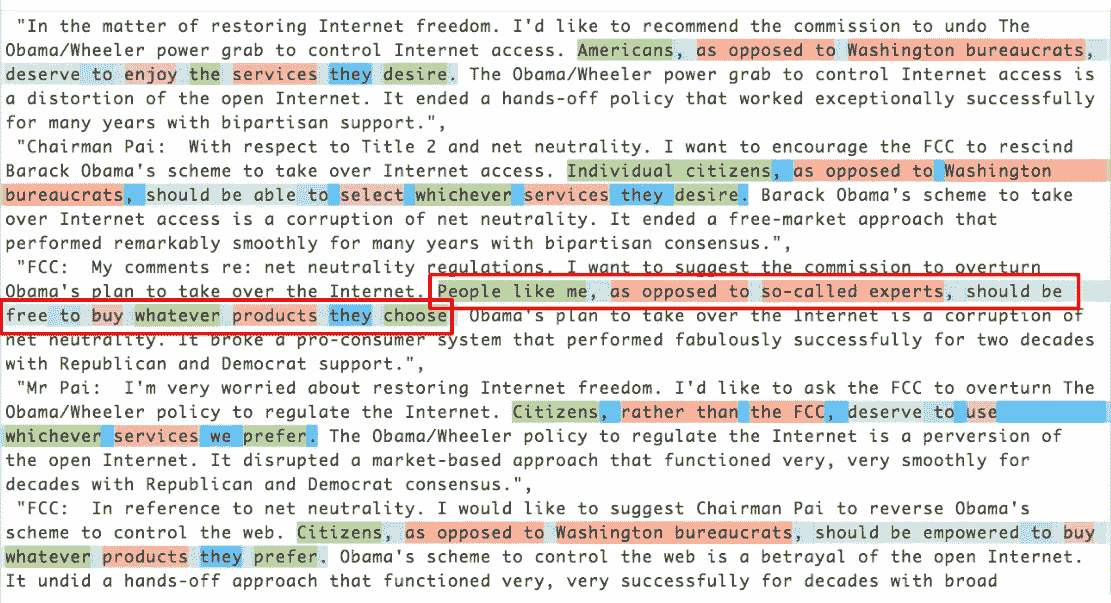 "In the matter of restoring Internet freedom. I'd like to recommend the commission to undo The
Obama/Wheeler power grab to control Internet access. Americans, as opposed to Washington bureaucrats,
deserve to enjoy the services they desire. The Obama/Wheeler power grab to control Internet access is
a distortion of the open Internet. It ended a hands-off policy that worked exceptionally successfully
for many years with bipartisan support.",
"Chairman Pai:  With respect to Title 2 and net neutrality. I want to encourage the FCC to rescind
Barack Obama's scheme to take over Internet access. Individual citizens, as opposed to Washington
bureaucrats, should be able to select whichever services they desire. Barack Obama's scheme to take
over Internet access is a corruption of net neutrality. It ended a free-market approach that
performed remarkably smoothly for many years with bipartisan consensus.",
"FCC:  My comments re: net neutrality regulations. I want to suggest the commission to overturn
Obama's plan to take over the Internet. People like me, as opposed to so-called experts, should be
free to buy whatever products they choose. Obama's plan to take over the Internet is a corruption of
net neutrality. It broke a pro-consumer system that performed fabulously successfully for two decades
with Republican and Democrat support.",
"Mr Pai:  I'm very worried about restoring Internet freedom. I'd like to ask the FCC to overturn The
Obama/Wheeler policy to regulate the Internet. Citizens, rather than the FCC, deserve to use
whichever services we prefer. The Obama/Wheeler policy to regulate the Internet is a perversion of
the open Internet. It disrupted a market-based approach that functioned very, very smoothly for
decades with Republican and Democrat consensus.",
"FCC:  In reference to net neutrality. I would like to suggest Chairman Pai to reverse Obama's
scheme to control the web. Citizens, as opposed to Washington bureaucrats, should be empowered to buy
whatever products they prefer. Obama's scheme to control the web is a betrayal of the open Internet.
It undid a hands-off approach that functioned very, very successfully for decades with broad